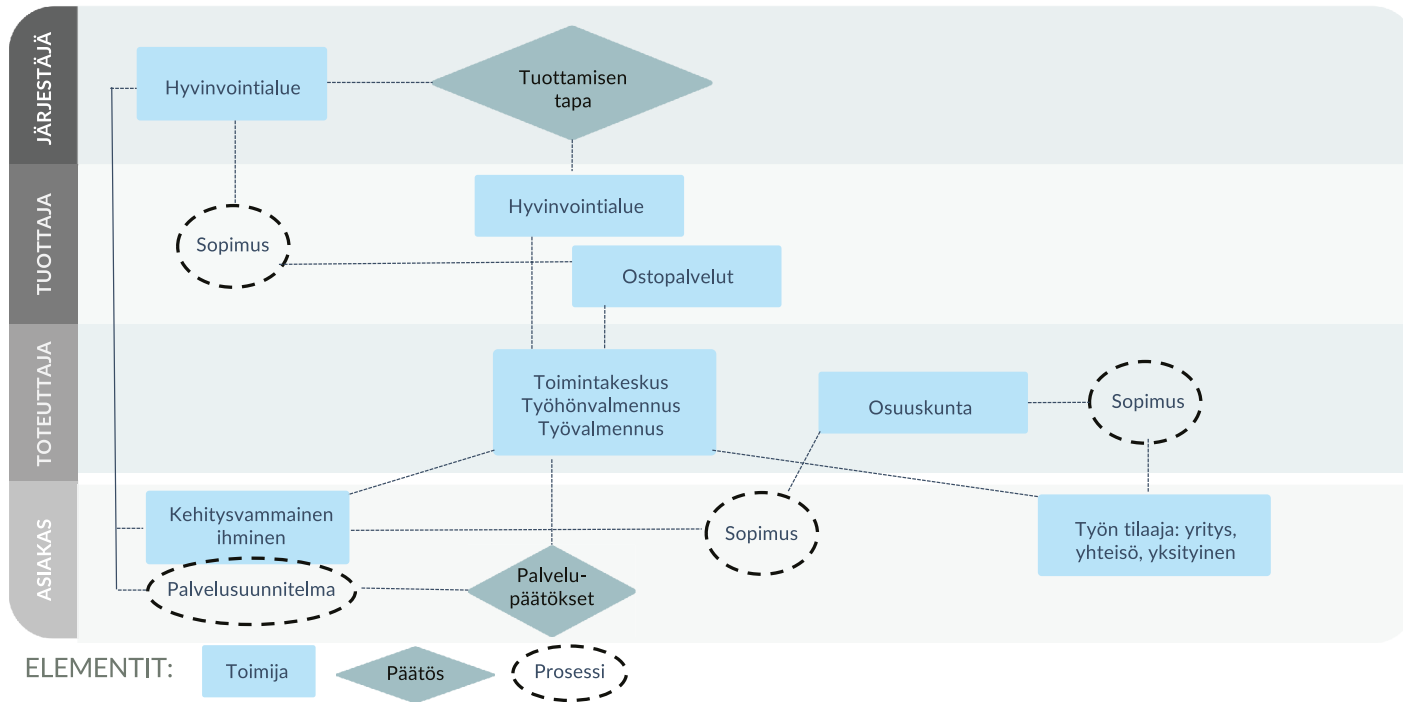 JÄRJESTÄJÄ
Hyvinvointialue
Tuottamisen
tapa
TUOTTAJA
Hyvinvointialue
Sopimus
Ostopalvelut
TOTEUTTAJA
Toimintakeskus
Työhönvalmennus
Työvalmennus
Osuuskunta
Sopimus
ASIAKAS
Kehitysvammainen
ihminen
Sopimus
Työn tilaaja: yritys,
yhteisö, yksityinen
Palvelusuunnitelma
Palvelu-
päätökset
ELEMENTIT:
Toimija
Päätös
Prosessi